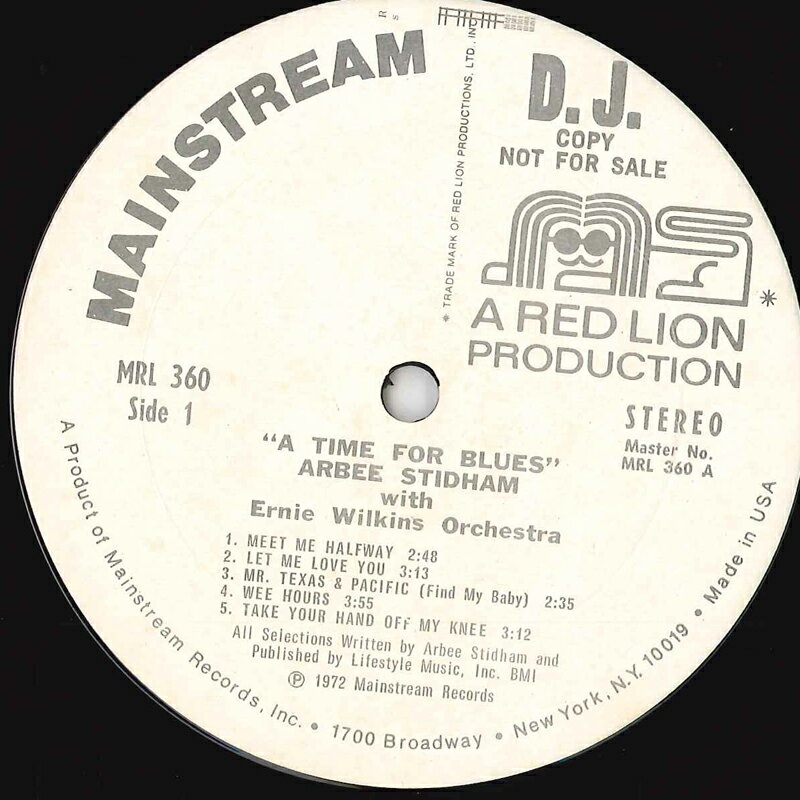 MAINSTREAM
* TRADE MARK OF RED LION PRODUCTIONS, LTD., INC
D.J.
COPY
NOT FOR SALE
*
A RED LION
PRODUCTION
MRL 360
Side 1
STEREO
Master No.
MRL 360 A
"A TIME FOR BLUES"
ARBEE STIDHAM
with
Ernie Wilkins Orchestra
1. MEET ME HALFWAY 2:48
2. LET ME LOVE YOU 3:13
3. MR. TEXAS & PACIFIC (Find My Baby) 2:35
4. WEE HOURS 3:55
5. TAKE YOUR HAND OFF MY KNEE 3:12
All Selections Written by Arbee Stidham and
Published by Lifestyle Music, Inc. BMI
Ⓟ 1972 Mainstream Records
A Product of Mainstream Records, Inc. • 1700 Broadway • New York, N.Y. 10019 • Made in USA